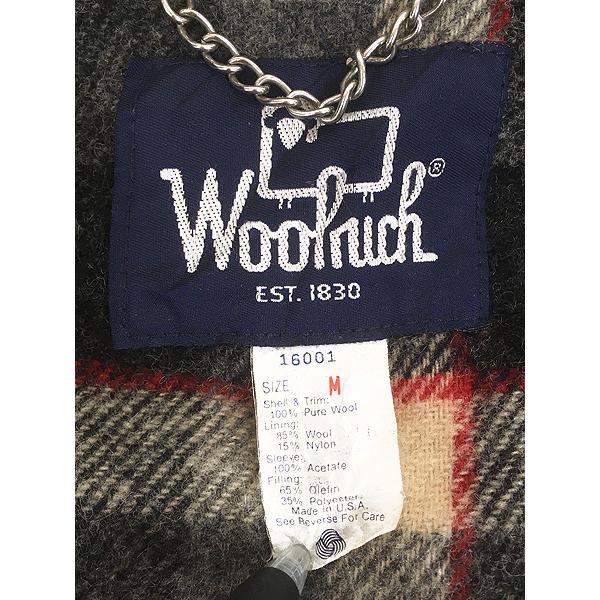 Woolrich®
EST. 1830
16001
SIZE M
Shell & Trim:
100% Pure Wool
Lining:
85% Wool
15% Nylon
Sleeve:
100% Acetate
Filling:
65% Olefin
35% Polyester
Made in U.S.A.
See Reverse For Care